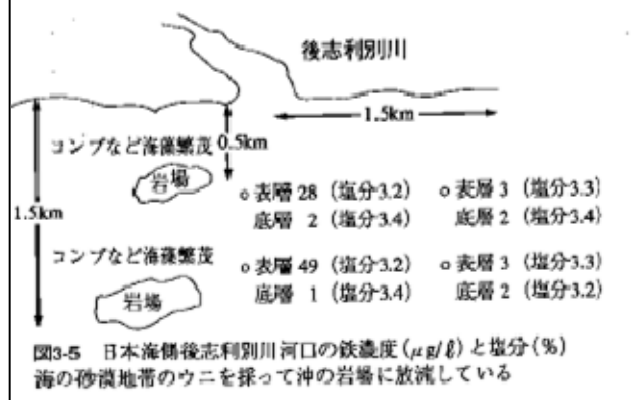 後志利別川
1.5km
コンブなど海藻繁茂
0.5km
岩場
表層 28 (塩分3.2)
底層 2 (塩分3.4)
表層 3 (塩分3.3)
底層 2 (塩分3.4)
1.5km
コンブなど海藻繁茂
岩場
表層 49 (塩分3.2)
底層 1 (塩分3.4)
表層 3 (塩分3.3)
底層 2 (塩分3.2)
図3-5 日本海側後志利別川河口の鉄濃度(μg/ℓ)と塩分(%)
海の砂漠地帯のウニを採って沖の岩場に放流している